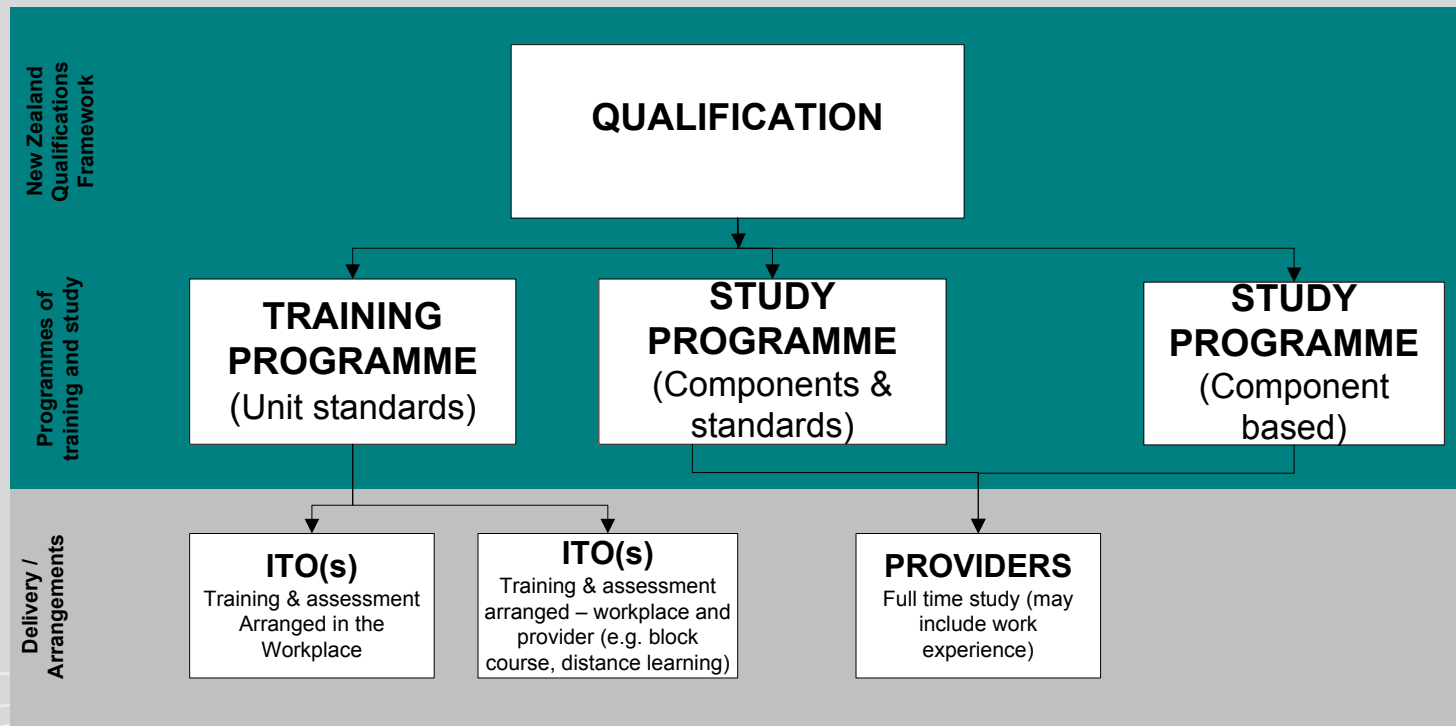 New Zealand
Qualifications
Framework
QUALIFICATION
Programmes of
training and study
TRAINING
PROGRAMME
(Unit standards)
STUDY
PROGRAMME
(Components &
standards)
STUDY
PROGRAMME
(Component
based)
Delivery /
Arrangements
ITO(s)
Training & assessment
Arranged in the
Workplace
ITO(s)
Training & assessment
arranged – workplace and
provider (e.g. block
course, distance learning)
PROVIDERS
Full time study (may
include work
experience)